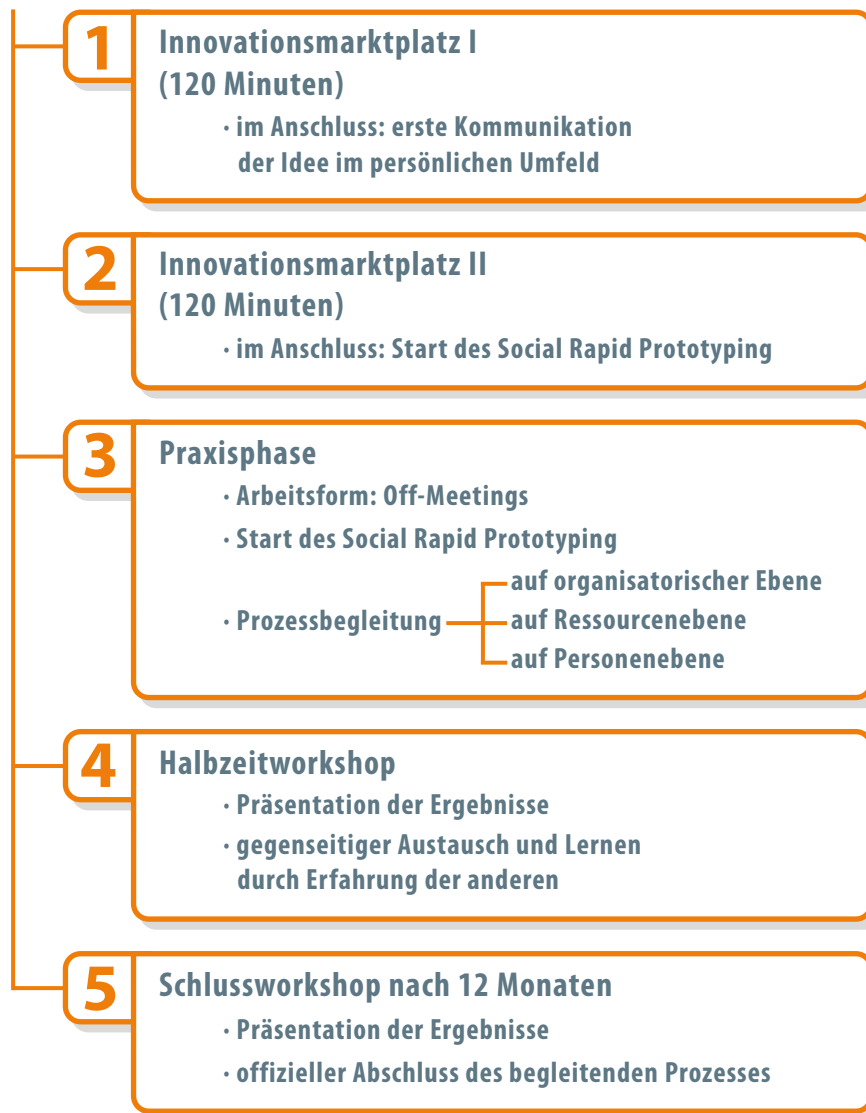 1
Innovationsmarktplatz I
(120 Minuten)
· im Anschluss: erste Kommunikation
der Idee im persönlichen Umfeld
2
Innovationsmarktplatz II
(120 Minuten)
· im Anschluss: Start des Social Rapid Prototyping
3
Praxisphase
· Arbeitsform: Off-Meetings
· Start des Social Rapid Prototyping
· Prozessbegleitung
auf organisatorischer Ebene
auf Ressourcenebene
auf Personenebene
4
Halbzeitworkshop
· Präsentation der Ergebnisse
· gegenseitiger Austausch und Lernen
durch Erfahrung der anderen
5
Schlussworkshop nach 12 Monaten
· Präsentation der Ergebnisse
· offizieller Abschluss des begleitenden Prozesses